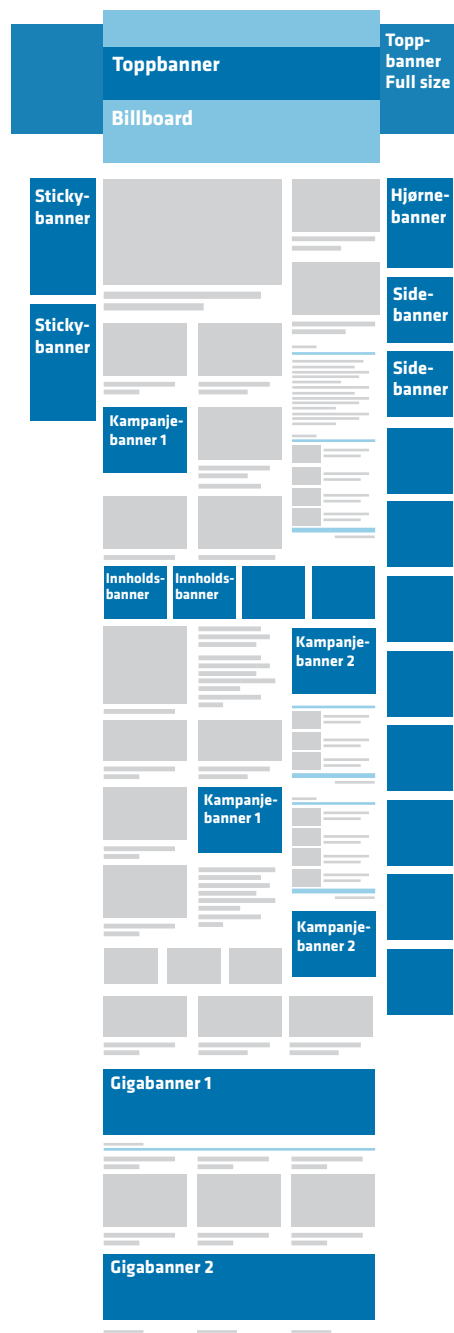 Toppbanner
Topp-
banner
Full size
Billboard
Sticky-
banner
Hjørne-
banner
Side-
banner
Sticky-
banner
Side-
banner
Kampanje-
banner 1
Innholds-
banner
Innholds-
banner
Kampanje-
banner 2
Kampanje-
banner 1
Kampanje-
banner 2
Gigabanner 1
Gigabanner 2